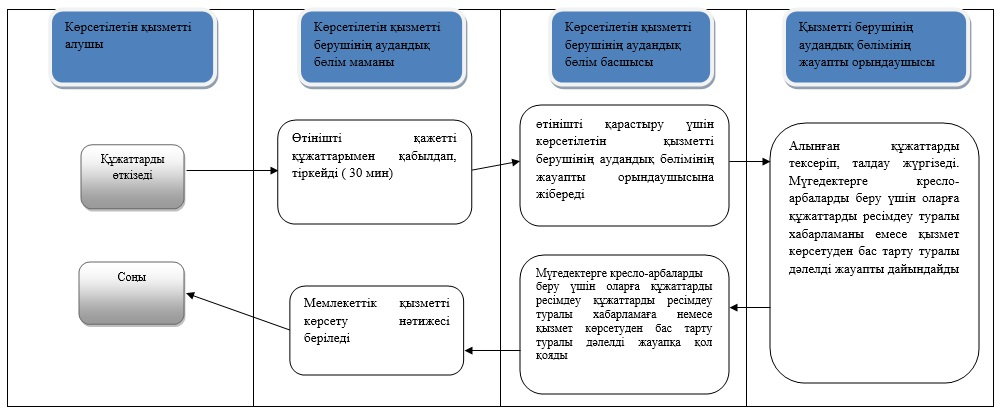 Көрсетілетін қызметті
алушы
Көрсетілетін қызметті
берушінің аудандық
бөлім маманы
Көрсетілетін қызметті
берушінің аудандық
бөлім басшысы
Қызметті берушінің
аудандық бөлімінің
жауапты орындаушысы
Құжаттарды
өткізеді
Өтінішті қажетті
құжаттарымен қабылдап,
тіркейді ( 30 мин)
өтінішті қарастыру үшін
көрсетілетін қызметті
берушінің аудандық бөлімінің
жауапты орындаушысына
жібереді
Алынған құжаттарды
тексеріп, талдау жүргізеді.
Мүгедектерге кресло-
арбаларды беру үшін оларға
құжаттарды ресімдеу туралы
хабарламаны емесе қызмет
көрсетуден бас тарту туралы
дәлелді жауапты дайындайды
Мүгедектерге кресло-арбаларды
беру үшін оларға құжаттарды
ресімдеу құжаттарды ресімдеу
туралы хабарламаға немесе
қызмет көрсетуден бас тарту
туралы дәлелді жауапқа қол
қояды
Мемлекеттік қызметті
көрсету нәтижесі
беріледі
Соңы